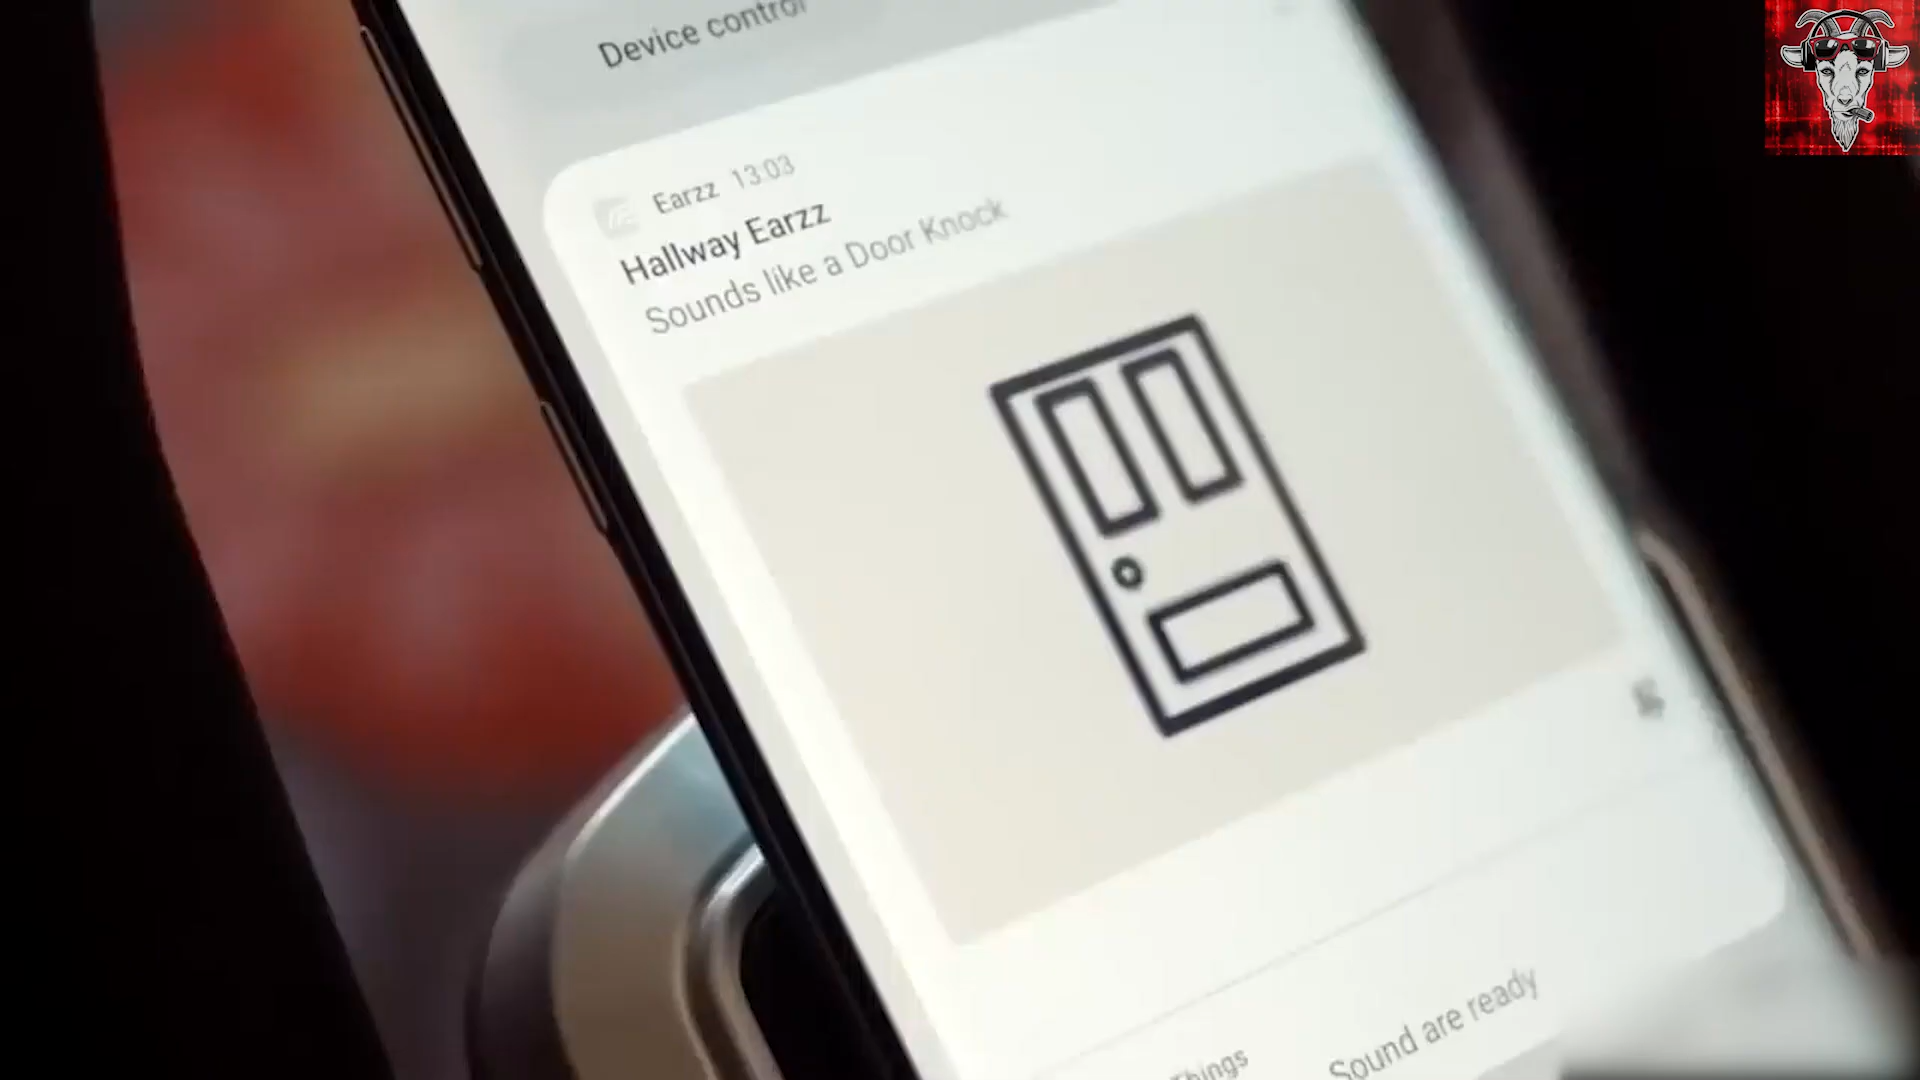 Device control
Earzz 13:03
Hallway Earzz
Sounds like a Door Knock
Things
Sound are ready